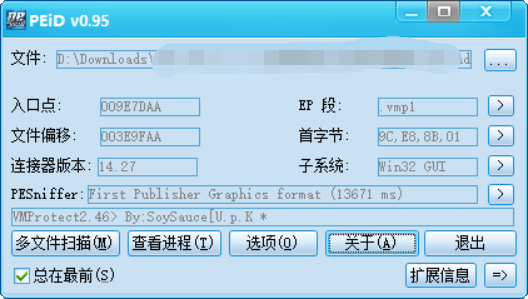 PEiD v0.95
文件: D:\Downloads\
...
入口点: 009E7DAA EP 段: .vmp1 >
文件偏移: 003E9FAA 首字节: 9C,E8,8B,01 >
连接器版本: 14.27 子系统: Win32 GUI >
PESniffer: First Publisher Graphics format (13671 ms) >
VMProtect2.46> By:SoySauce[U.p.K *
多文件扫描(M) 查看进程(T) 选项(O) 关于(A) 退出
总在最前(S) 扩展信息 =>